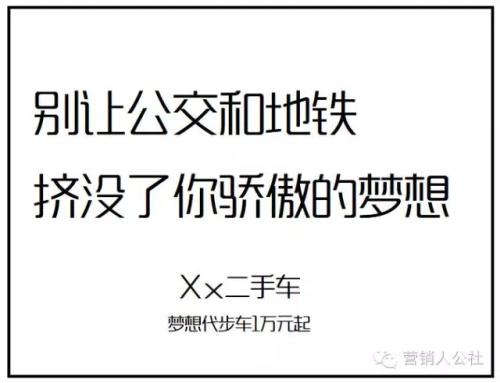 别让公交和地铁
挤没了你骄傲的梦想
Xx二手车
梦想代步车1万元起
营销人公社